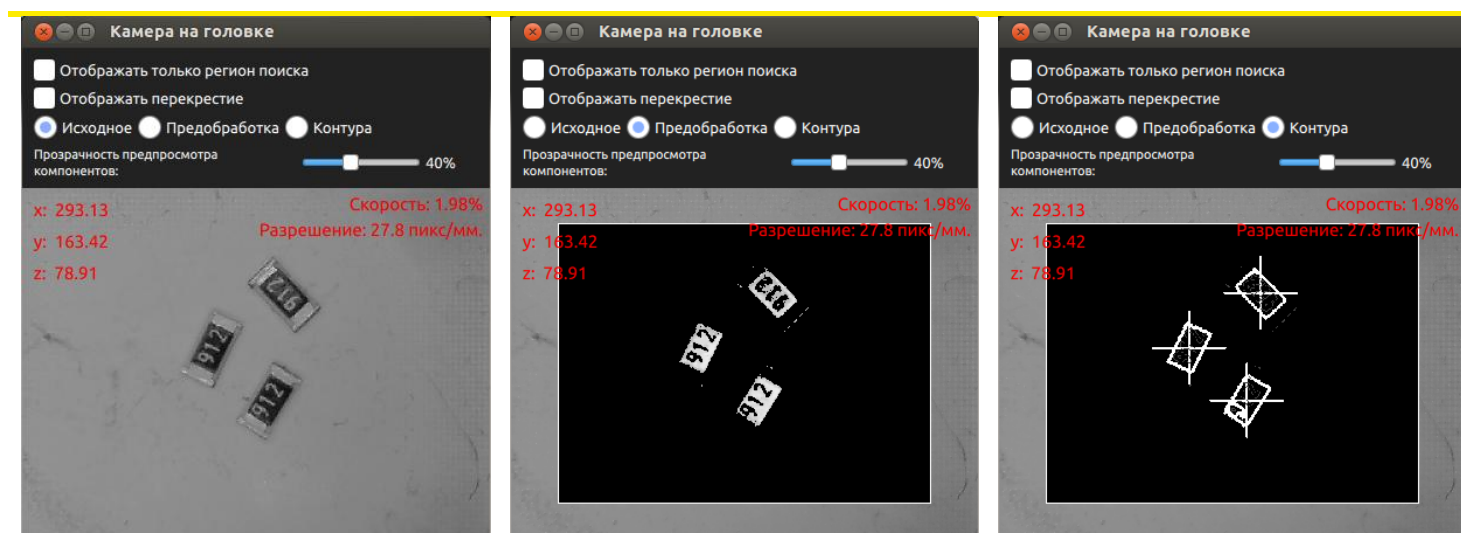 Камера на головке
Отображать только регион поиска
Отображать перекрестие
Исходное Предобработка Контура
Прозрачность предпросмотра
компонентов:
40%
x: 293.13
Скорость: 1.98%
Разрешение: 27.8 пикс/мм.
y: 163.42
z: 78.91
912
912
912
Камера на головке
Отображать только регион поиска
Отображать перекрестие
Исходное Предобработка Контура
Прозрачность предпросмотра
компонентов:
40%
x: 293.13
Скорость: 1.98%
Разрешение: 27.8 пикс/мм.
y: 163.42
z: 78.91
912
912
912
Камера на головке
Отображать только регион поиска
Отображать перекрестие
Исходное Предобработка Контура
Прозрачность предпросмотра
компонентов:
40%
x: 293.13
Скорость: 1.98%
Разрешение: 27.8 пикс/мм.
y: 163.42
z: 78.91